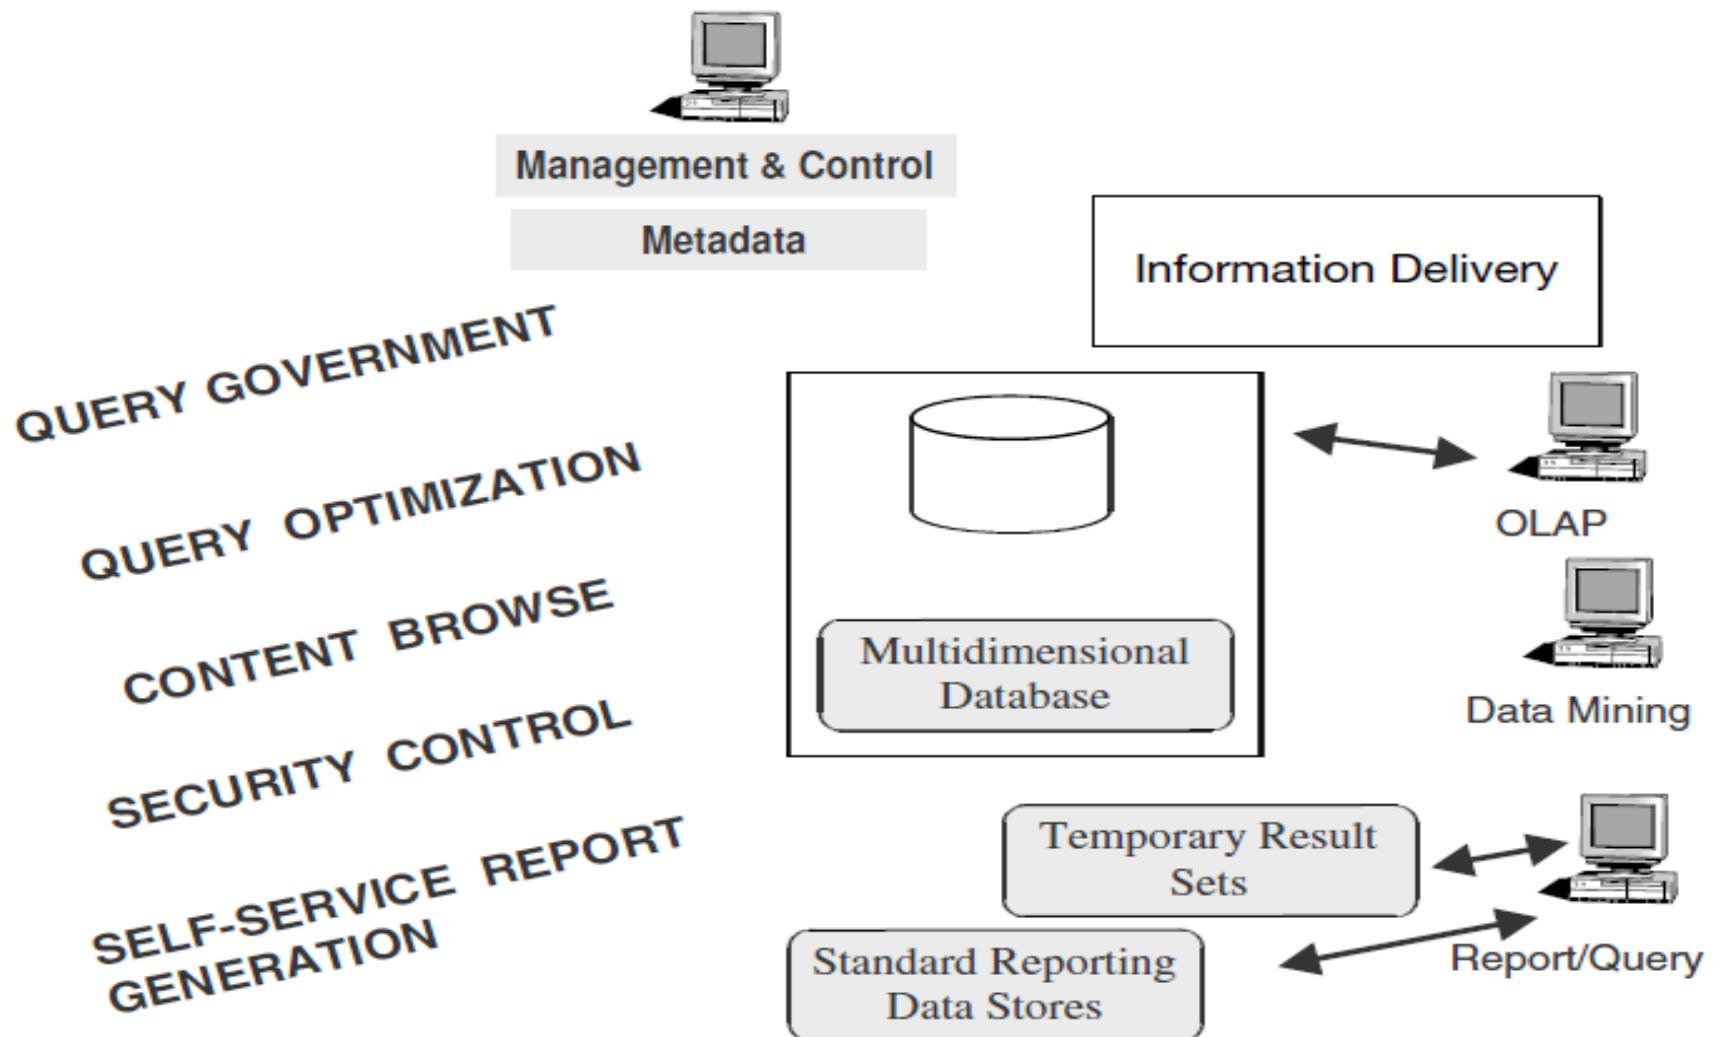 Management & Control
Metadata
Information Delivery
QUERY GOVERNMENT
QUERY OPTIMIZATION
CONTENT BROWSE
SECURITY CONTROL
SELF-SERVICE REPORT
GENERATION
Multidimensional
Database
OLAP
Data Mining
Temporary Result
Sets
Standard Reporting
Data Stores
Report/Query